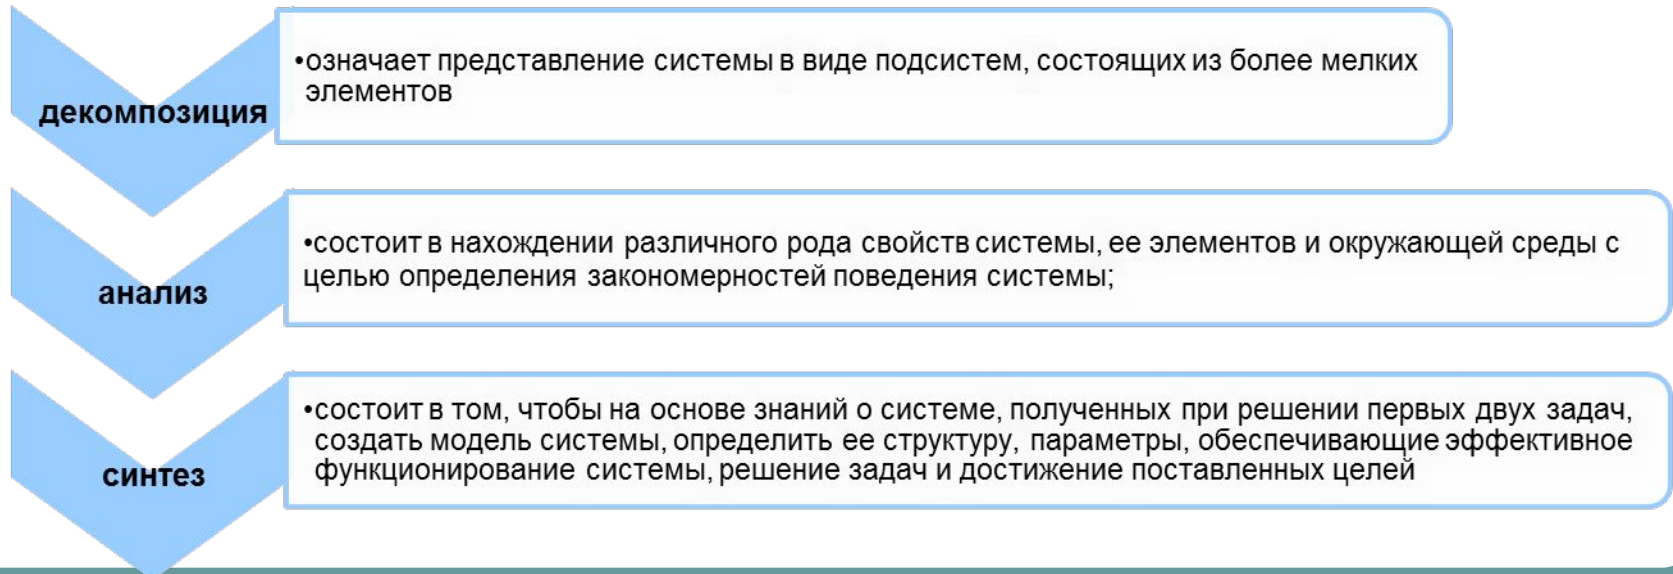 декомпозиция
•означает представление системы в виде подсистем, состоящих из более мелких
элементов
анализ
•состоит в нахождении различного рода свойств системы, ее элементов и окружающей среды с
целью определения закономерностей поведения системы;
синтез
•состоит в том, чтобы на основе знаний о системе, полученных при решении первых двух задач,
создать модель системы, определить ее структуру, параметры, обеспечивающие эффективное
функционирование системы, решение задач и достижение поставленных целей